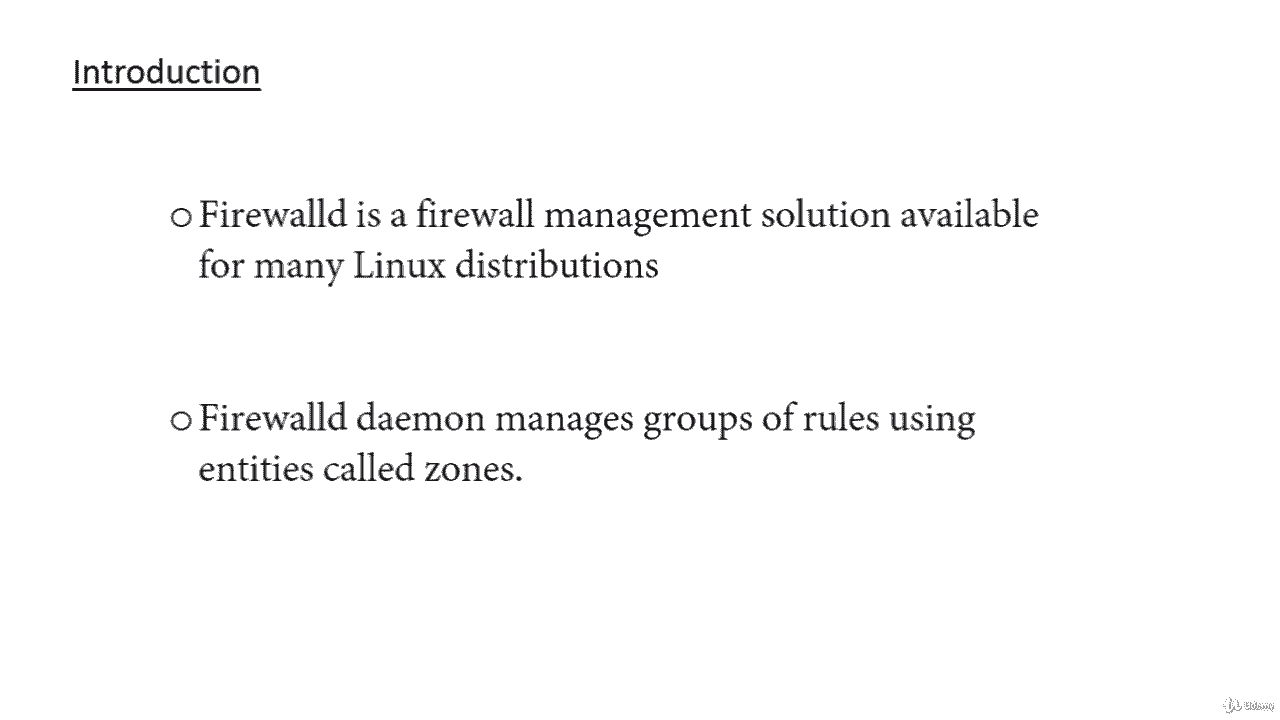 Introduction
Firewalld is a firewall management solution available
for many Linux distributions
Firewalld daemon manages groups of rules using
entities called zones.
Udemy